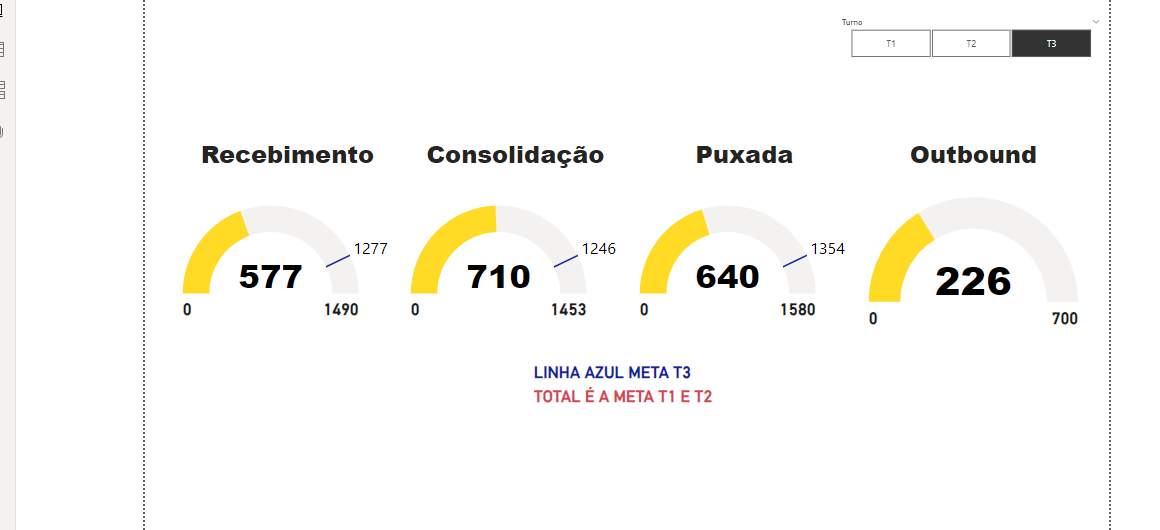 Turno
T1 T2 T3
Recebimento Consolidação Puxada Outbound
1277 1246 1354
577 710 640 226
0 1490 0 1453 0 1580 0 700
LINHA AZUL META T3
TOTAL É A META T1 E T2